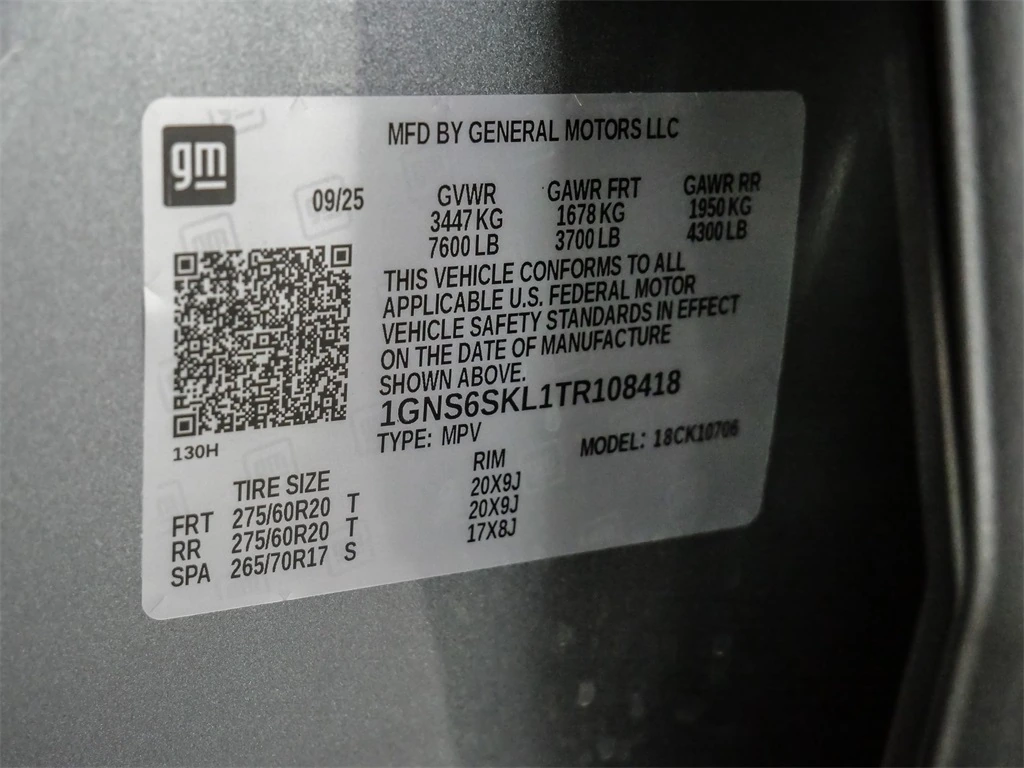 gm
MFD BY GENERAL MOTORS LLC
09/25 GVWR GAWR FRT GAWR RR
3447 KG 1678 KG 1950 KG
7600 LB 3700 LB 4300 LB
THIS VEHICLE CONFORMS TO ALL
APPLICABLE U.S. FEDERAL MOTOR
VEHICLE SAFETY STANDARDS IN EFFECT
ON THE DATE OF MANUFACTURE
SHOWN ABOVE.
1GNS6SKL1TR108418
130H
TYPE: MPV MODEL: 18CK10706
TIRE SIZE RIM
FRT 275/60R20 T 20X9J
RR 275/60R20 T 20X9J
SPA 265/70R17 S 17X8J